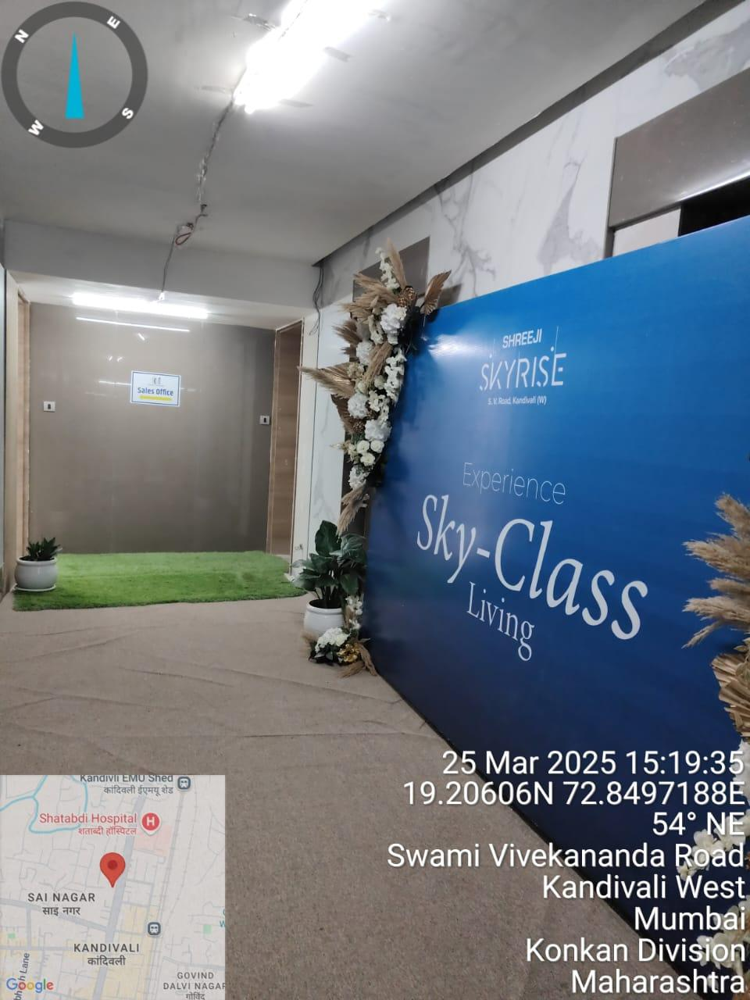 N
E
W
S
Sales Office
SHREEJI
SKYRISE
S. V. Road, Kandivali (W)
Experience
Sky-Class
Living
25 Mar 2025 15:19:35
19.20606N 72.8497188E
54° NE
Swami Vivekananda Road
Kandivali West
Mumbai
Konkan Division
Maharashtra
Kandivli EMU Shed
कांदिवली ईएमयू शेड
Shatabdi Hospital
शताब्दी हॉस्पिटल
H
SAI NAGAR
साइ नगर
KANDIVALI
कांदिवली
GOVIND
DALVI NAGAR
गोविंद
Lane
Google